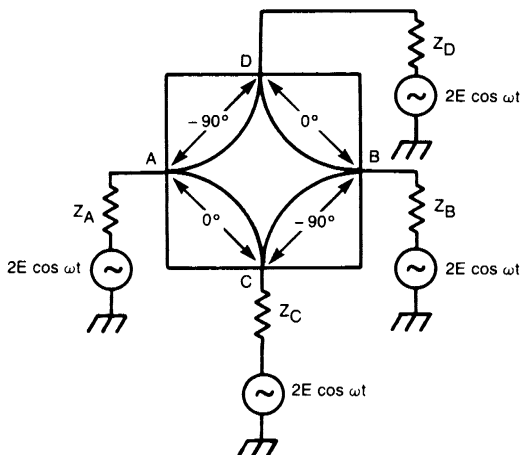 D
Z_D
2E cos ωt
−90°
0°
A
B
Z_A
Z_B
0°
−90°
2E cos ωt
2E cos ωt
C
Z_C
2E cos ωt